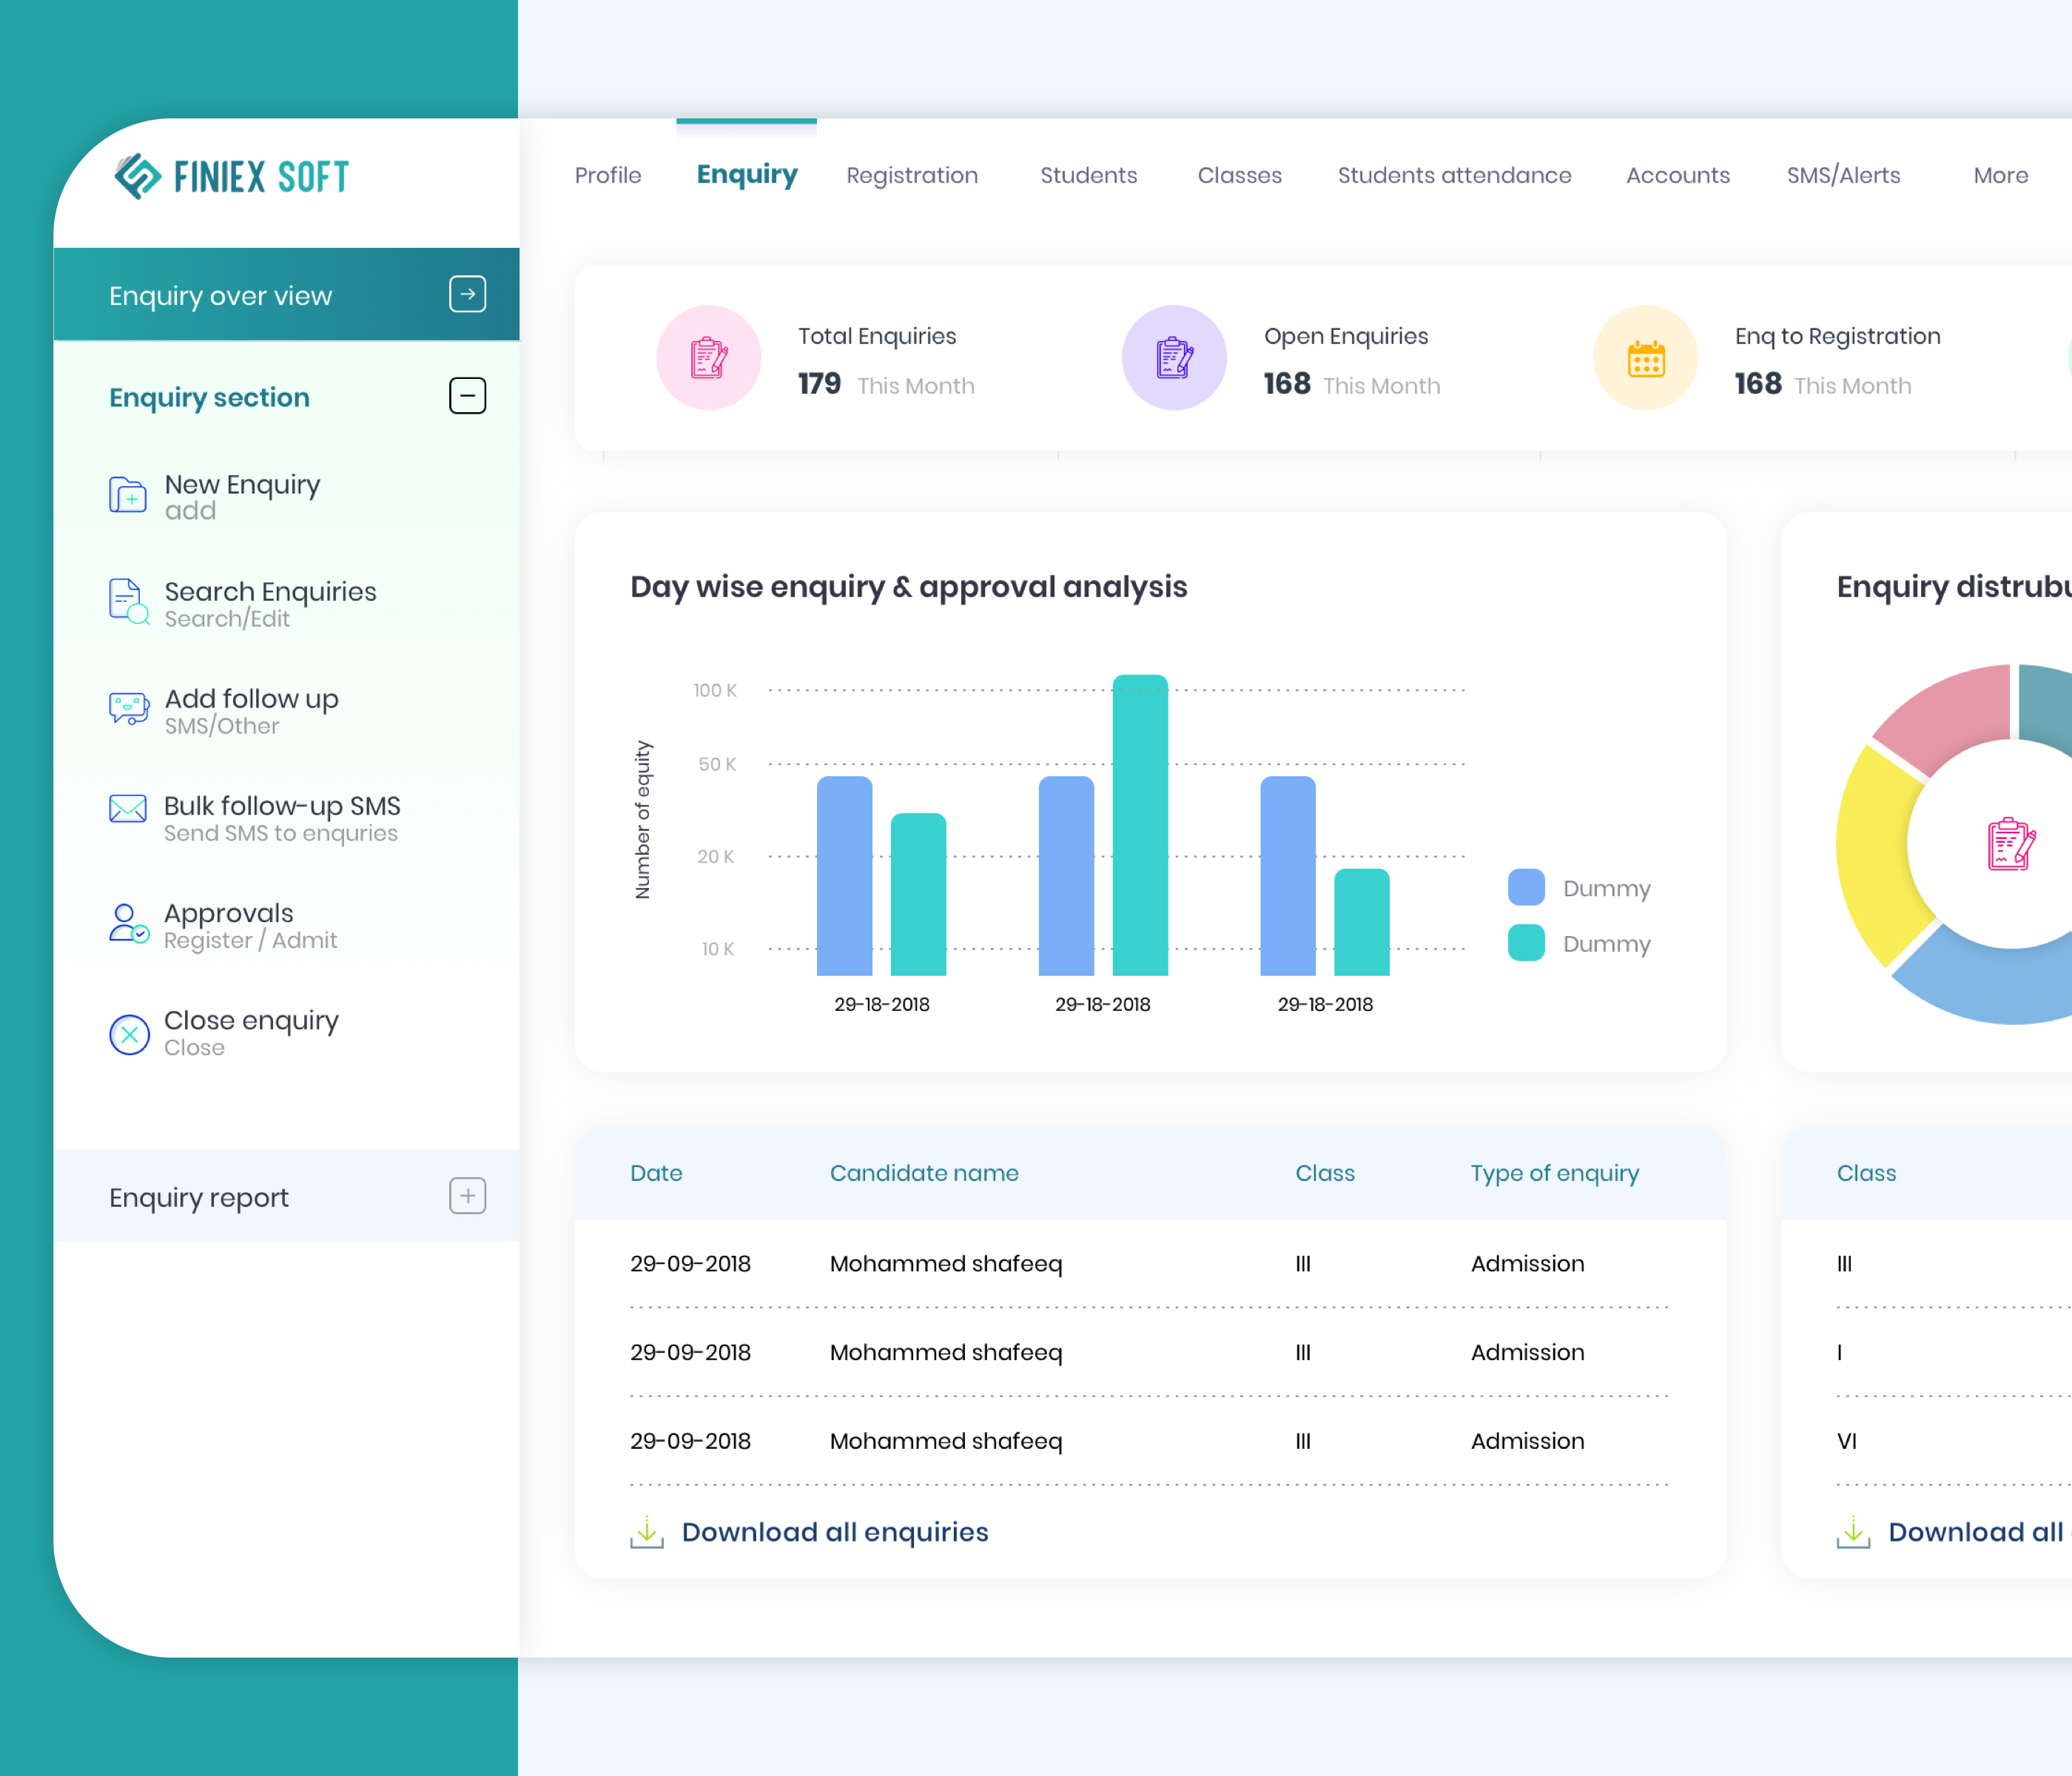 FINIEX SOFT
Profile
Enquiry
Registration
Students
Classes
Students attendance
Accounts
SMS/Alerts
More
Enquiry over view
Enquiry section
New Enquiry
add
Search Enquiries
Search/Edit
Add follow up
SMS/Other
Bulk follow-up SMS
Send SMS to enquries
Approvals
Register / Admit
Close enquiry
Close
Enquiry report
Total Enquiries
179 This Month
Open Enquiries
168 This Month
Enq to Registration
168 This Month
Day wise enquiry & approval analysis
Number of equity
100 K
50 K
20 K
10 K
29-18-2018
29-18-2018
29-18-2018
Dummy
Dummy
Enquiry distrubu
Date Candidate name Class Type of enquiry
29-09-2018 Mohammed shafeeq III Admission
29-09-2018 Mohammed shafeeq III Admission
29-09-2018 Mohammed shafeeq III Admission
Download all enquiries
Class
III
I
VI
Download all